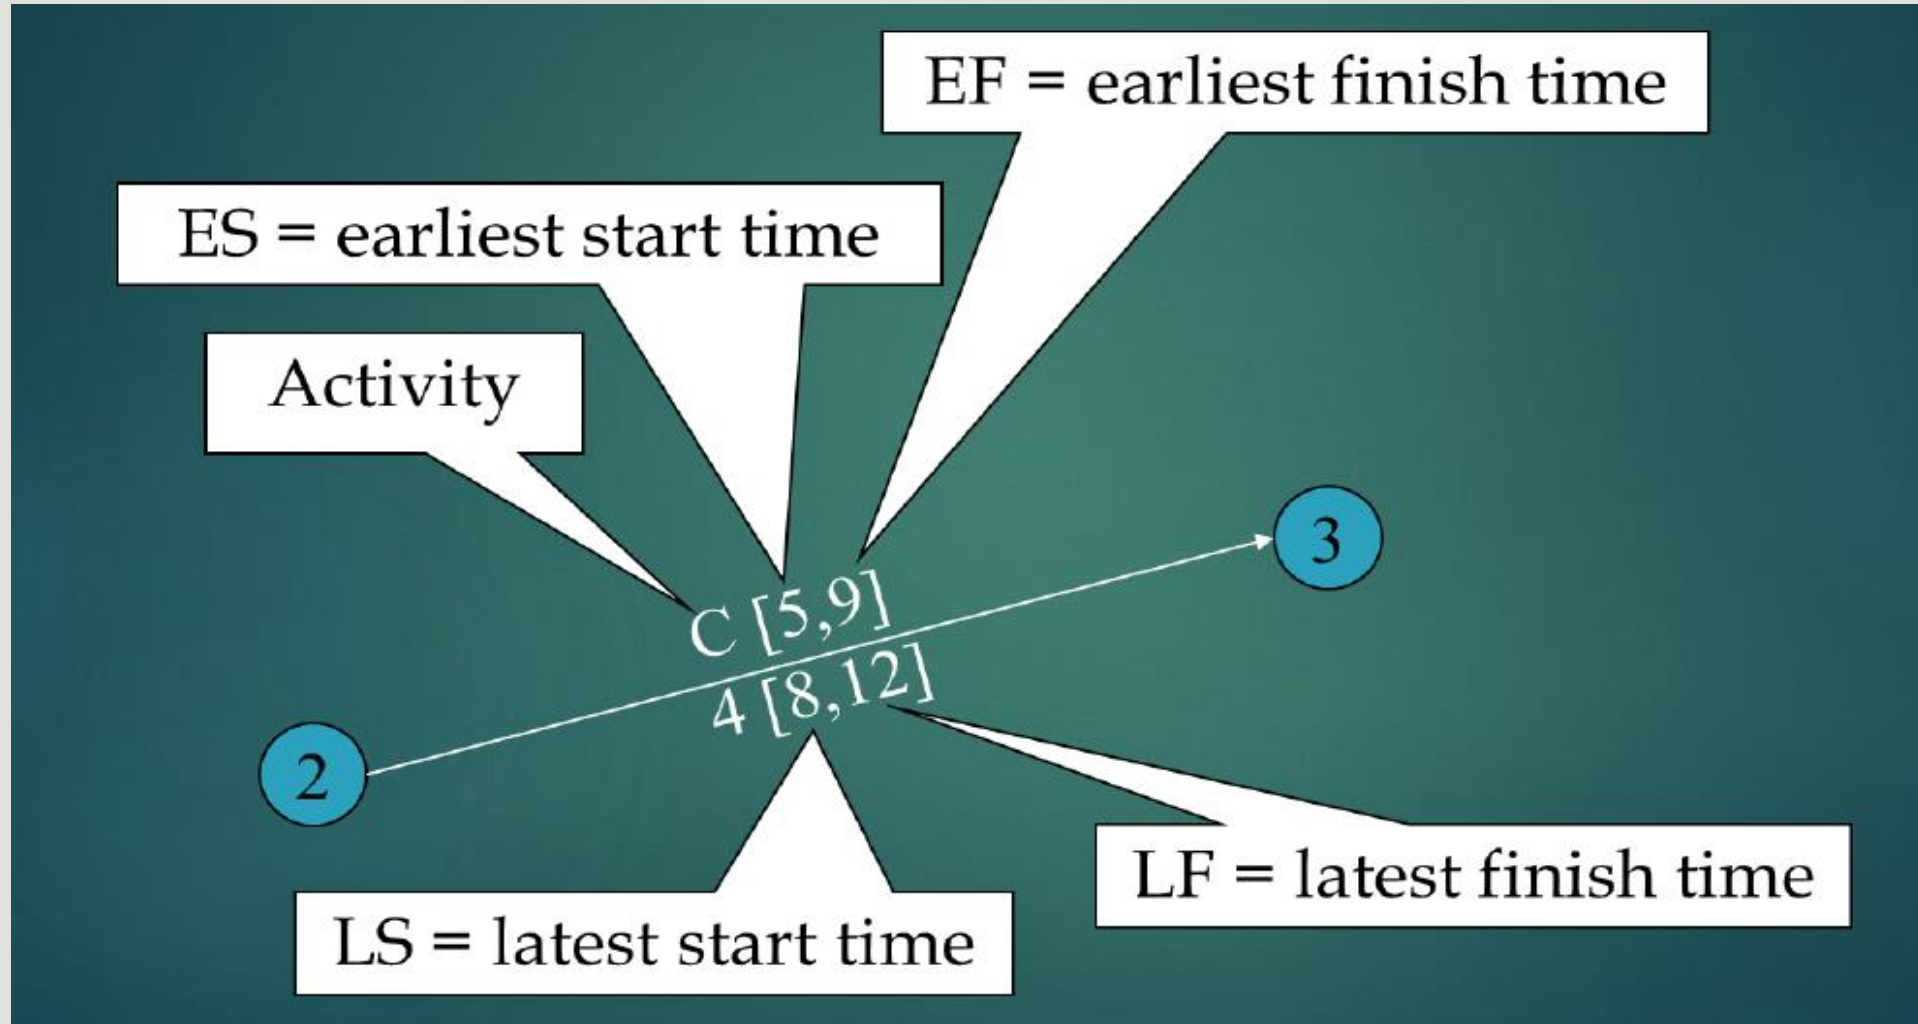 EF = earliest finish time
ES = earliest start time
Activity
3
C [5,9]
4 [8,12]
2
LF = latest finish time
LS = latest start time